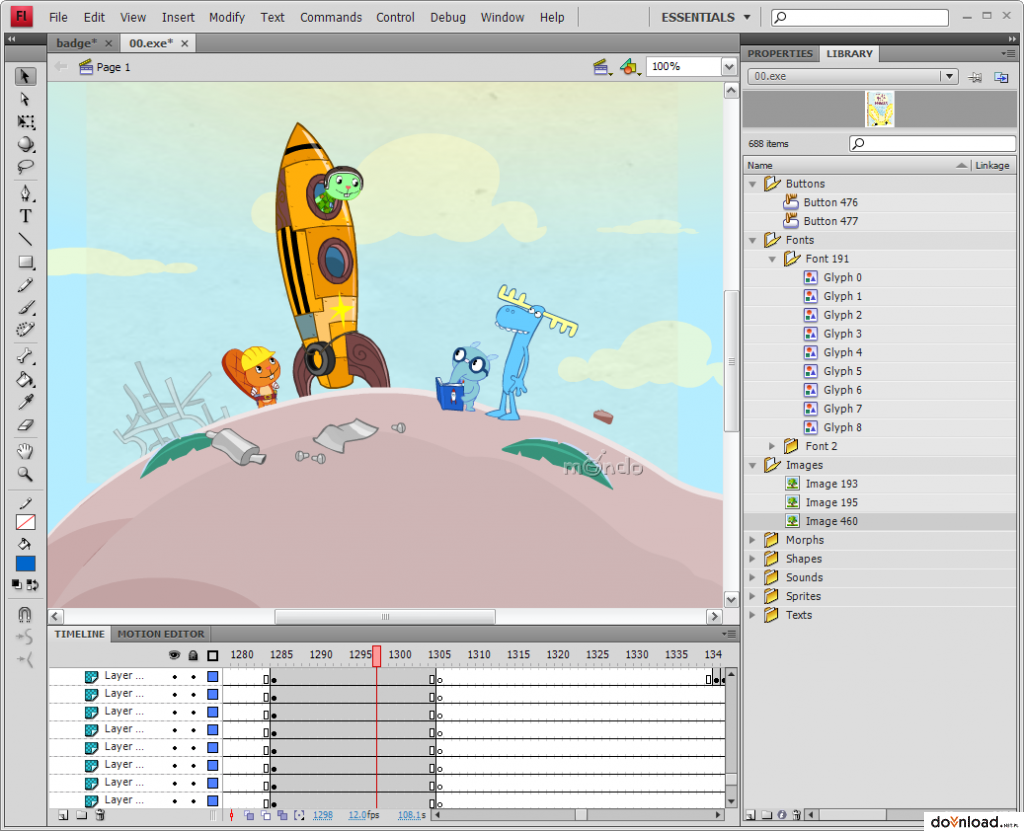 Fl File Edit View Insert Modify Text Commands Control Debug Window Help ESSENTIALS
badge* 00.exe*
Page 1 100%
mondo
TIMELINE MOTION EDITOR
1280 1285 1290 1295 1300 1305 1310 1315 1320 1325 1330 1335 134
Layer ...
Layer ...
Layer ...
Layer ...
Layer ...
Layer ...
Layer ...
Layer ...
1298 12.0fps 108.1s
PROPERTIES LIBRARY
00.exe
688 items
Name Linkage
Buttons
Button 476
Button 477
Fonts
Font 191
Glyph 0
Glyph 1
Glyph 2
Glyph 3
Glyph 4
Glyph 5
Glyph 6
Glyph 7
Glyph 8
Font 2
Images
Image 193
Image 195
Image 460
Morphs
Shapes
Sounds
Sprites
Texts
download.net.pl